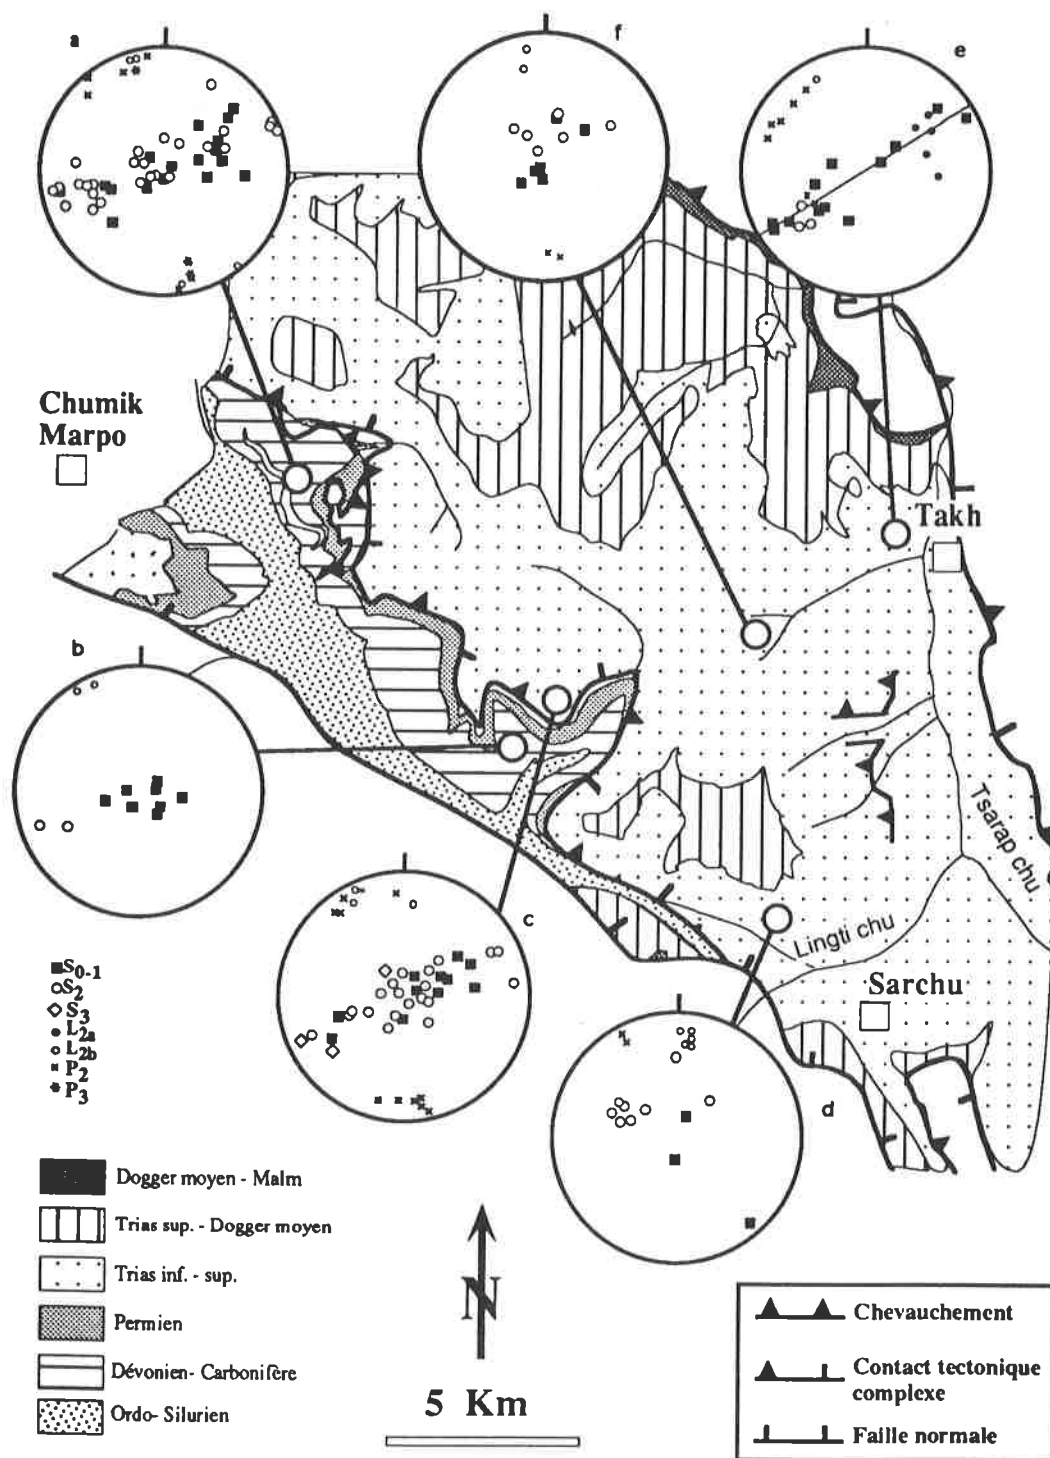 a
f
e
Chumik
Marpo
Takh
b
c
Tsarap chu
Lingti chu
Sarchu
d
S0-1
S2
S3
L2a
L2b
P2
P3
Dogger moyen - Malm
Trias sup. - Dogger moyen
Trias inf. - sup.
Permien
Dévonien- Carbonifère
Ordo- Silurien
N
5 Km
Chevauchement
Contact tectonique
complexe
Faille normale